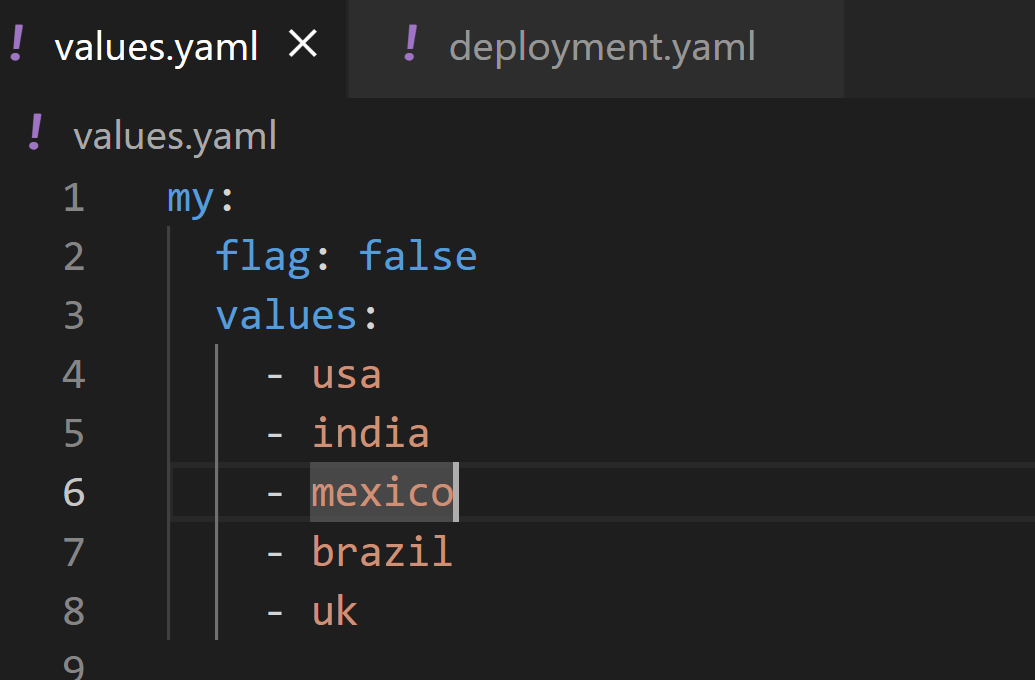 ! values.yaml × ! deployment.yaml
! values.yaml
1 my:
2   flag: false
3   values:
4     - usa
5     - india
6     - mexico
7     - brazil
8     - uk
9